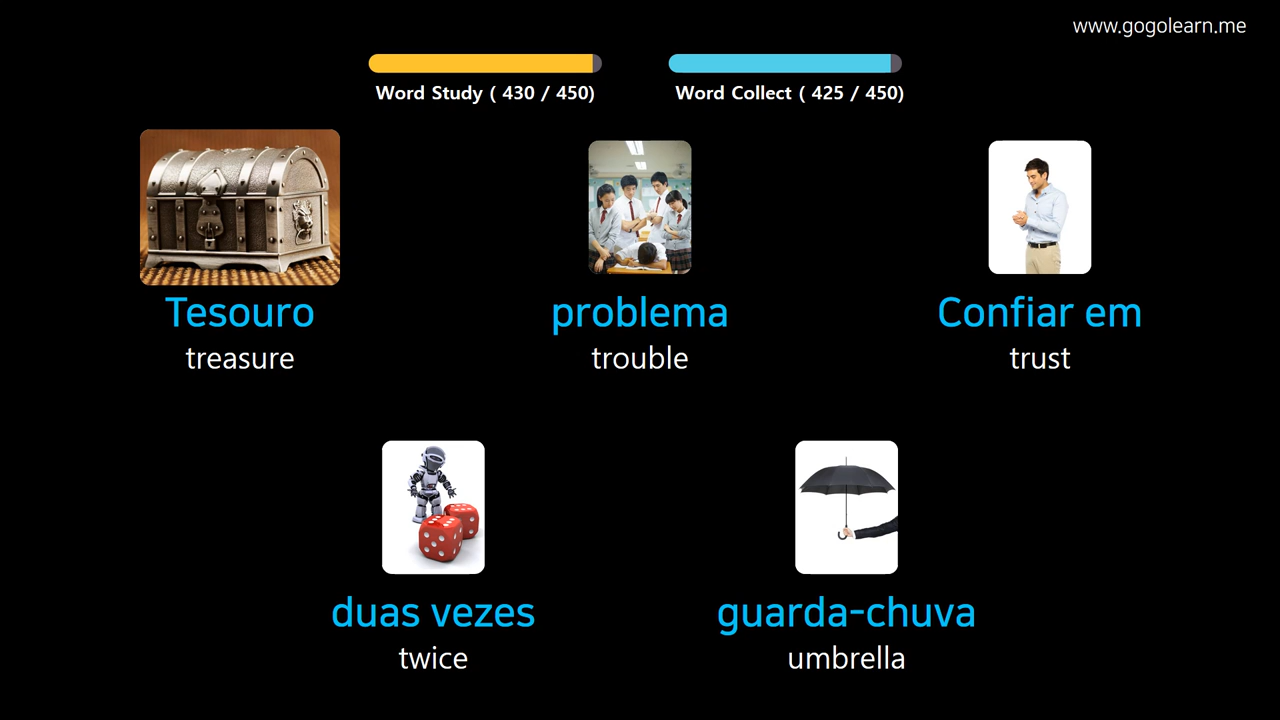 www.gogolearn.me
Word Study ( 430 / 450)
Word Collect ( 425 / 450)
Tesouro
treasure
problema
trouble
Confiar em
trust
duas vezes
twice
guarda-chuva
umbrella